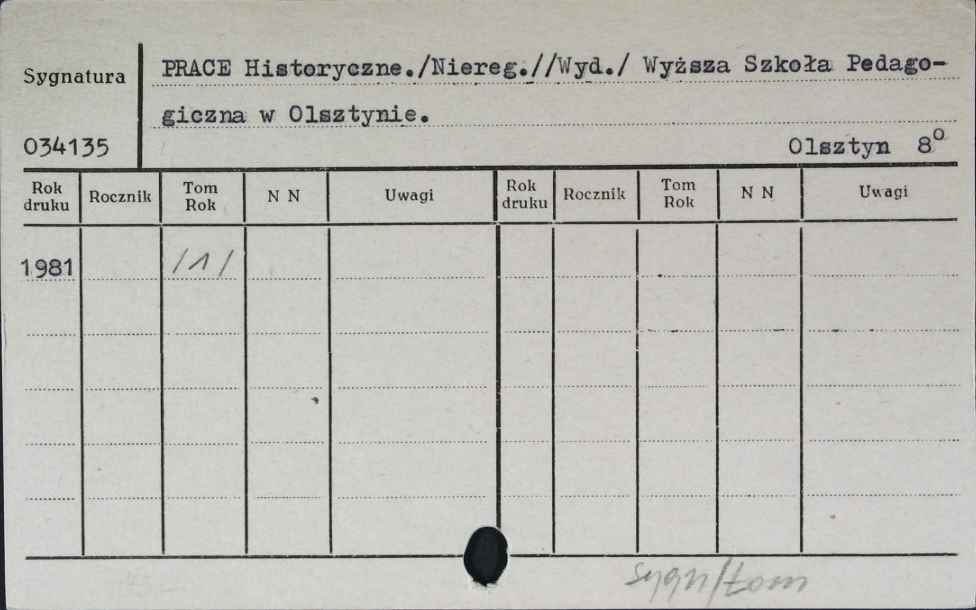 Sygnatura
PRACE Historyczne./Niereg.//Wyd./ Wyższa Szkoła Pedago-
giczna w Olsztynie.
034135
Olsztyn 8⁰
Rok druku Rocznik Tom Rok N N Uwagi Rok druku Rocznik Tom Rok N N Uwagi
1981 /1/
sygn/tom